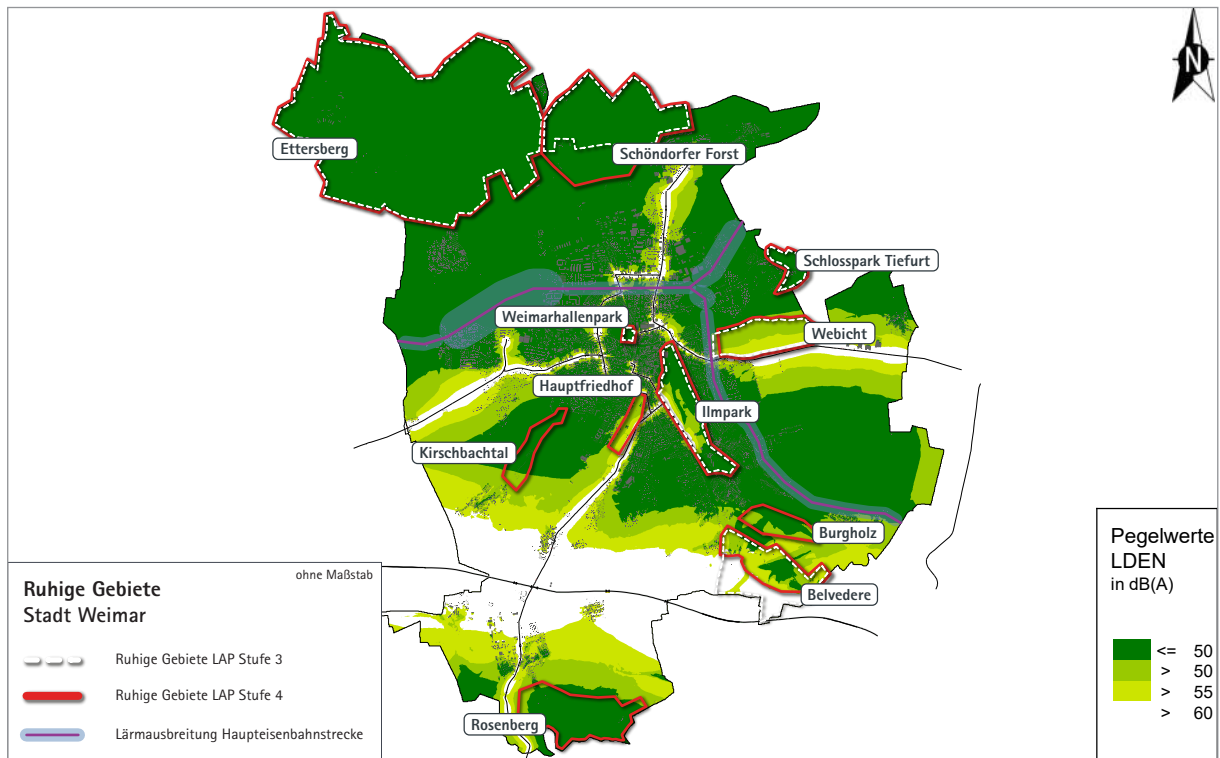 N
Ettersberg
Schöndorfer Forst
Schlosspark Tiefurt
Weimarhallenpark
Webicht
Hauptfriedhof
Ilmpark
Kirschbachtal
Burgholz
Belvedere
Rosenberg
ohne Maßstab
Ruhige Gebiete
Stadt Weimar
Ruhige Gebiete LAP Stufe 3
Ruhige Gebiete LAP Stufe 4
Lärmausbreitung Haupteisenbahnstrecke
Pegelwerte
LDEN
in dB(A)
<= 50
> 50
> 55
> 60